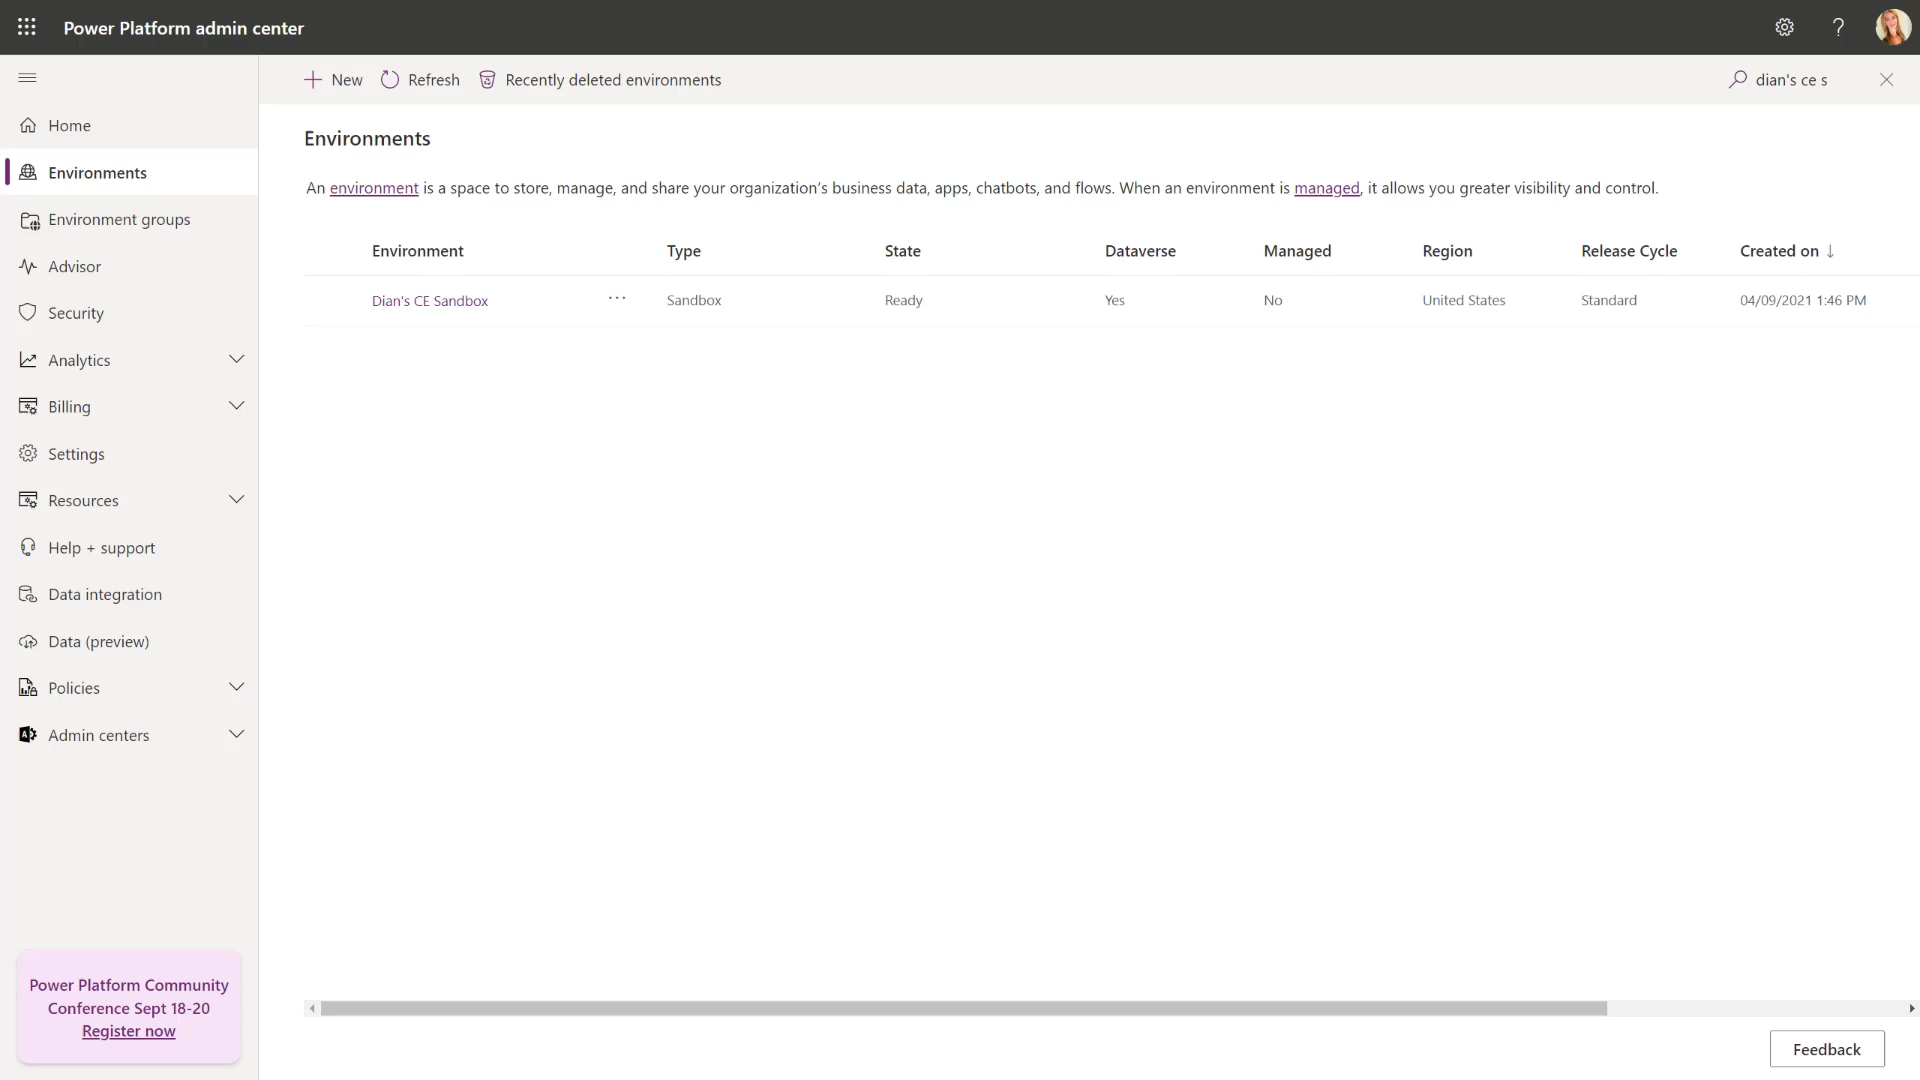 Power Platform admin center
New
Refresh
Recently deleted environments
dian's ce s
Home
Environments
Environment groups
Advisor
Security
Analytics
Billing
Settings
Resources
Help + support
Data integration
Data (preview)
Policies
Admin centers
Power Platform Community
Conference Sept 18-20
Register now
Environments
An environment is a space to store, manage, and share your organization’s business data, apps, chatbots, and flows. When an environment is managed, it allows you greater visibility and control.
Environment Type State Dataverse Managed Region Release Cycle Created on ↓
Dian's CE Sandbox ... Sandbox Ready Yes No United States Standard 04/09/2021 1:46 PM
Feedback